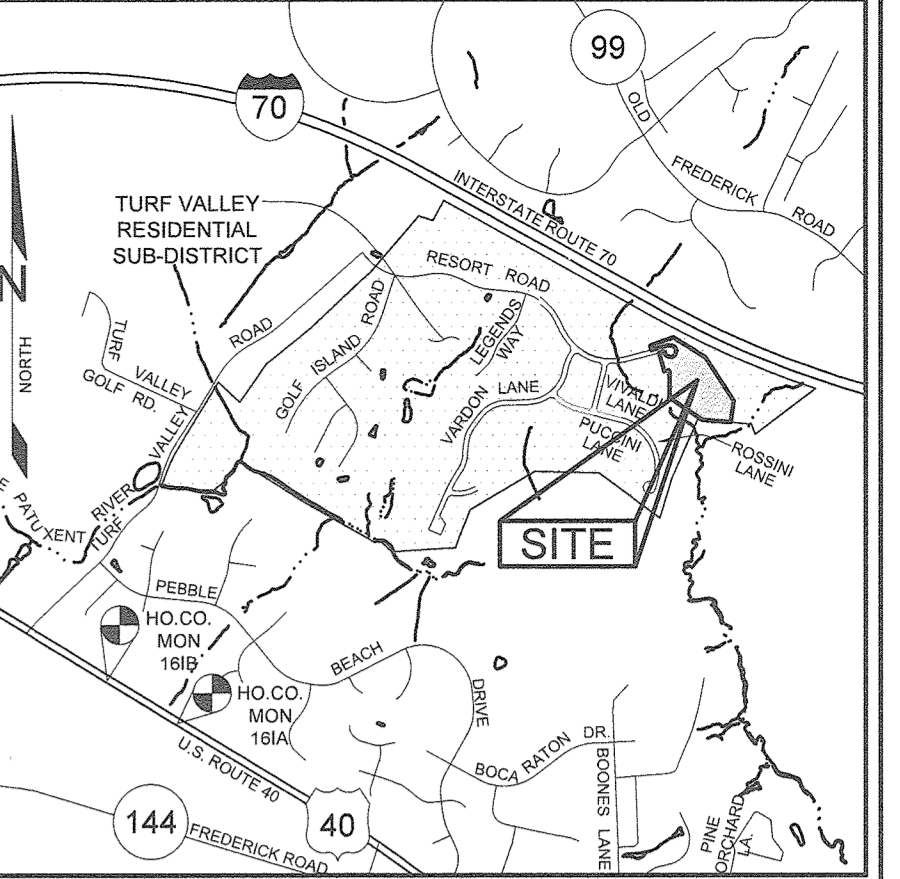 99
70
OLD
FREDERICK
ROAD
INTERSTATE ROUTE 70
TURF VALLEY
RESIDENTIAL
SUB-DISTRICT
RESORT ROAD
N
NORTH
ROAD
GOLF ISLAND ROAD
LEGENDS
WAY
TURF
VALLEY
GOLF RD.
VALLEY
VARDON LANE
VIVALDI
LANE
PUCCINI
LANE
ROSSINI
LANE
RIVER
PATUXENT
TURF
SITE
PEBBLE
BEACH
DRIVE
HO.CO.
MON
16IB
HO.CO.
MON
16IA
U.S. ROUTE 40
BOCA RATON DR.
BOONES LANE
PINE
ORCHARD
LA.
144
FREDERICK ROAD
40